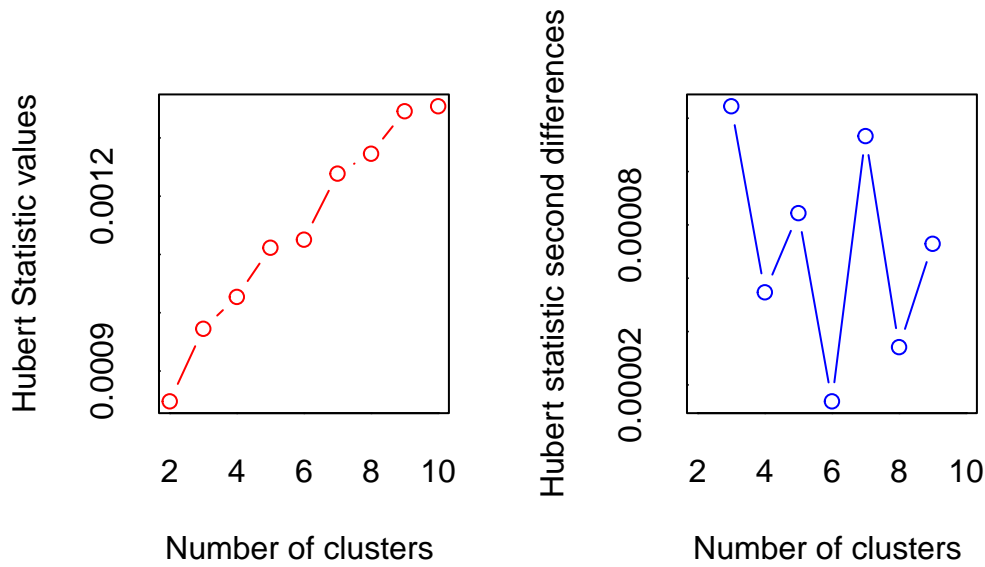 Hubert Statistic values
0.0012
0.0009
2 4 6 8 10
Number of clusters
Hubert statistic second differences
0.00008
0.00002
2 4 6 8 10
Number of clusters